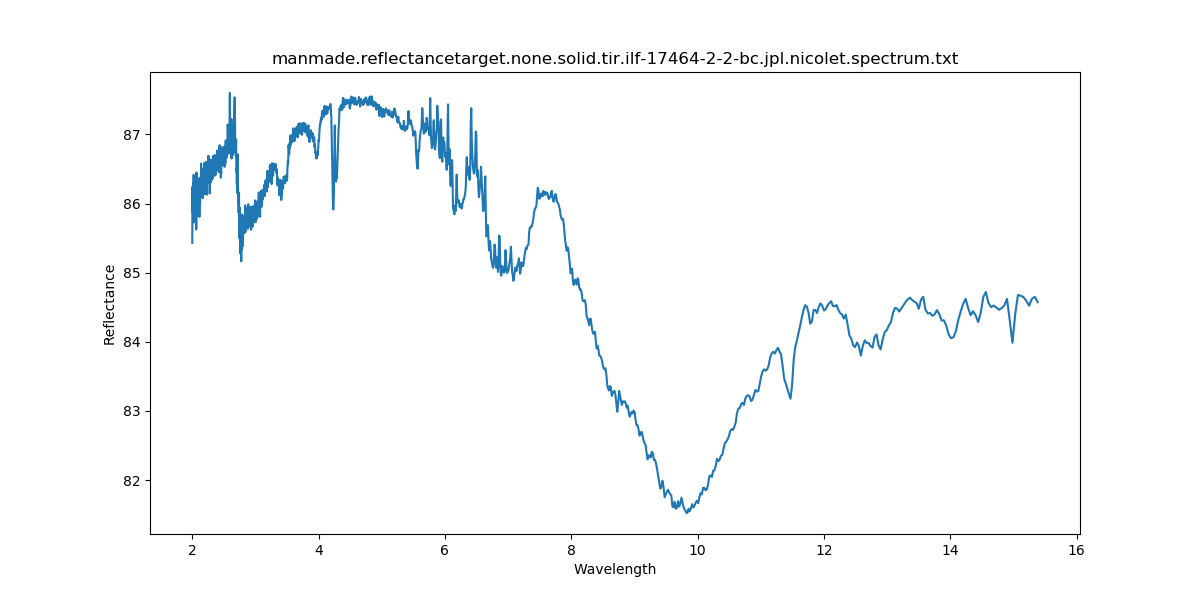 manmade.reflectancetarget.none.solid.tir.ilf-17464-2-2-bc.jpl.nicolet.spectrum.txt
87
86
85
84
83
82
Reflectance
2 4 6 8 10 12 14 16
Wavelength